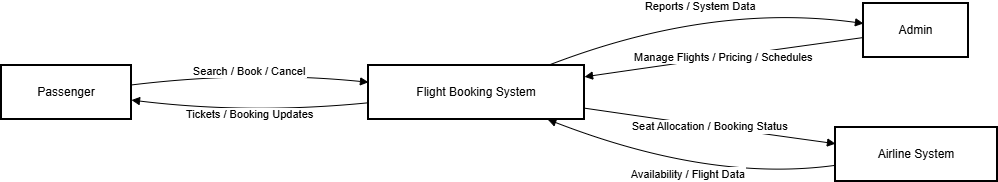 Reports / System Data
Admin
Manage Flights / Pricing / Schedules
Search / Book / Cancel
Passenger
Flight Booking System
Tickets / Booking Updates
Seat Allocation / Booking Status
Airline System
Availability / Flight Data